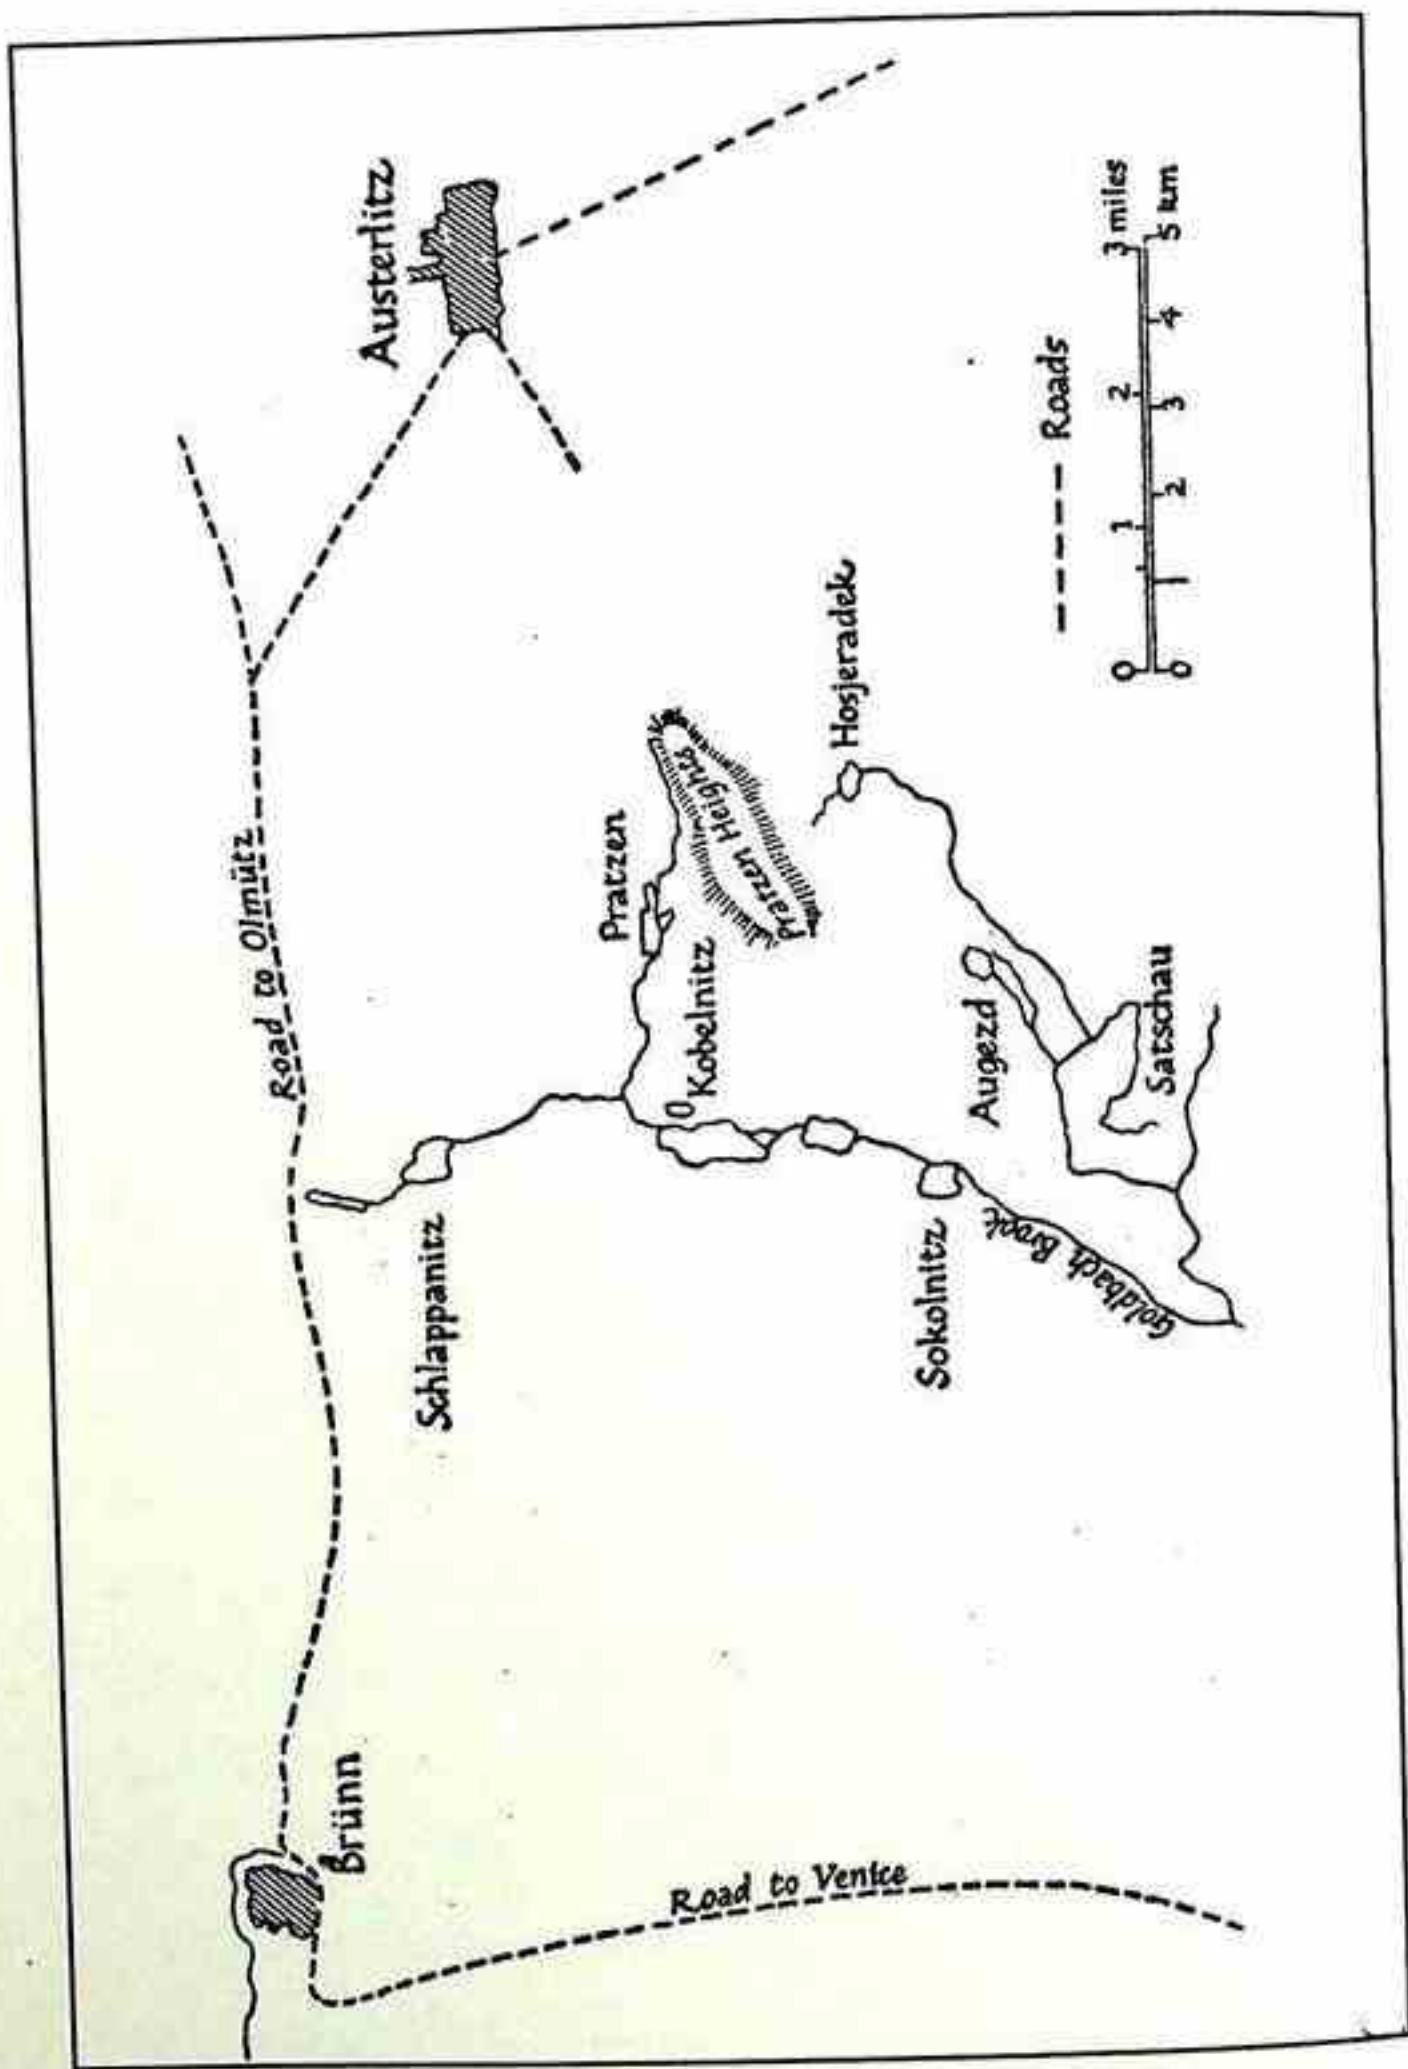 Brünn
Road to Olmütz
Austerlitz
Schlappanitz
Pratzen
Pratzen Heights
Kobelnitz
Hosjeradek
Road to Venice
Sokolnitz
Augezd
Goldbach Brook
Satschau
Roads
0 1 2 3 miles
0 1 2 3 4 5 km